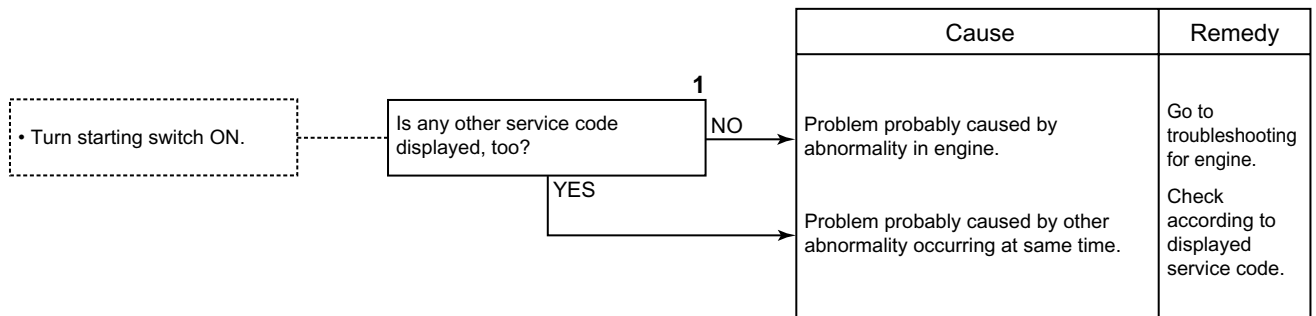 Cause
Remedy
1
• Turn starting switch ON.
Is any other service code
displayed, too?
NO
Problem probably caused by
abnormality in engine.
Go to
troubleshooting
for engine.
YES
Problem probably caused by other
abnormality occurring at same time.
Check
according to
displayed
service code.